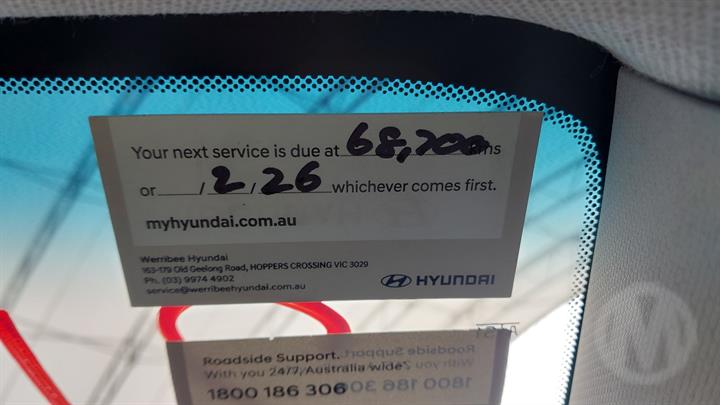 Your next service is due at 68,700 kms
or ____/ 2 / 26 whichever comes first.
myhyundai.com.au
Werribee Hyundai
163-179 Old Geelong Road, HOPPERS CROSSING VIC 3029
Ph. (03) 9974 4902
service@werribeehyundai.com.au
HYUNDAI
Roadside Support.
With you 24/7, Australia wide
1800 186 306